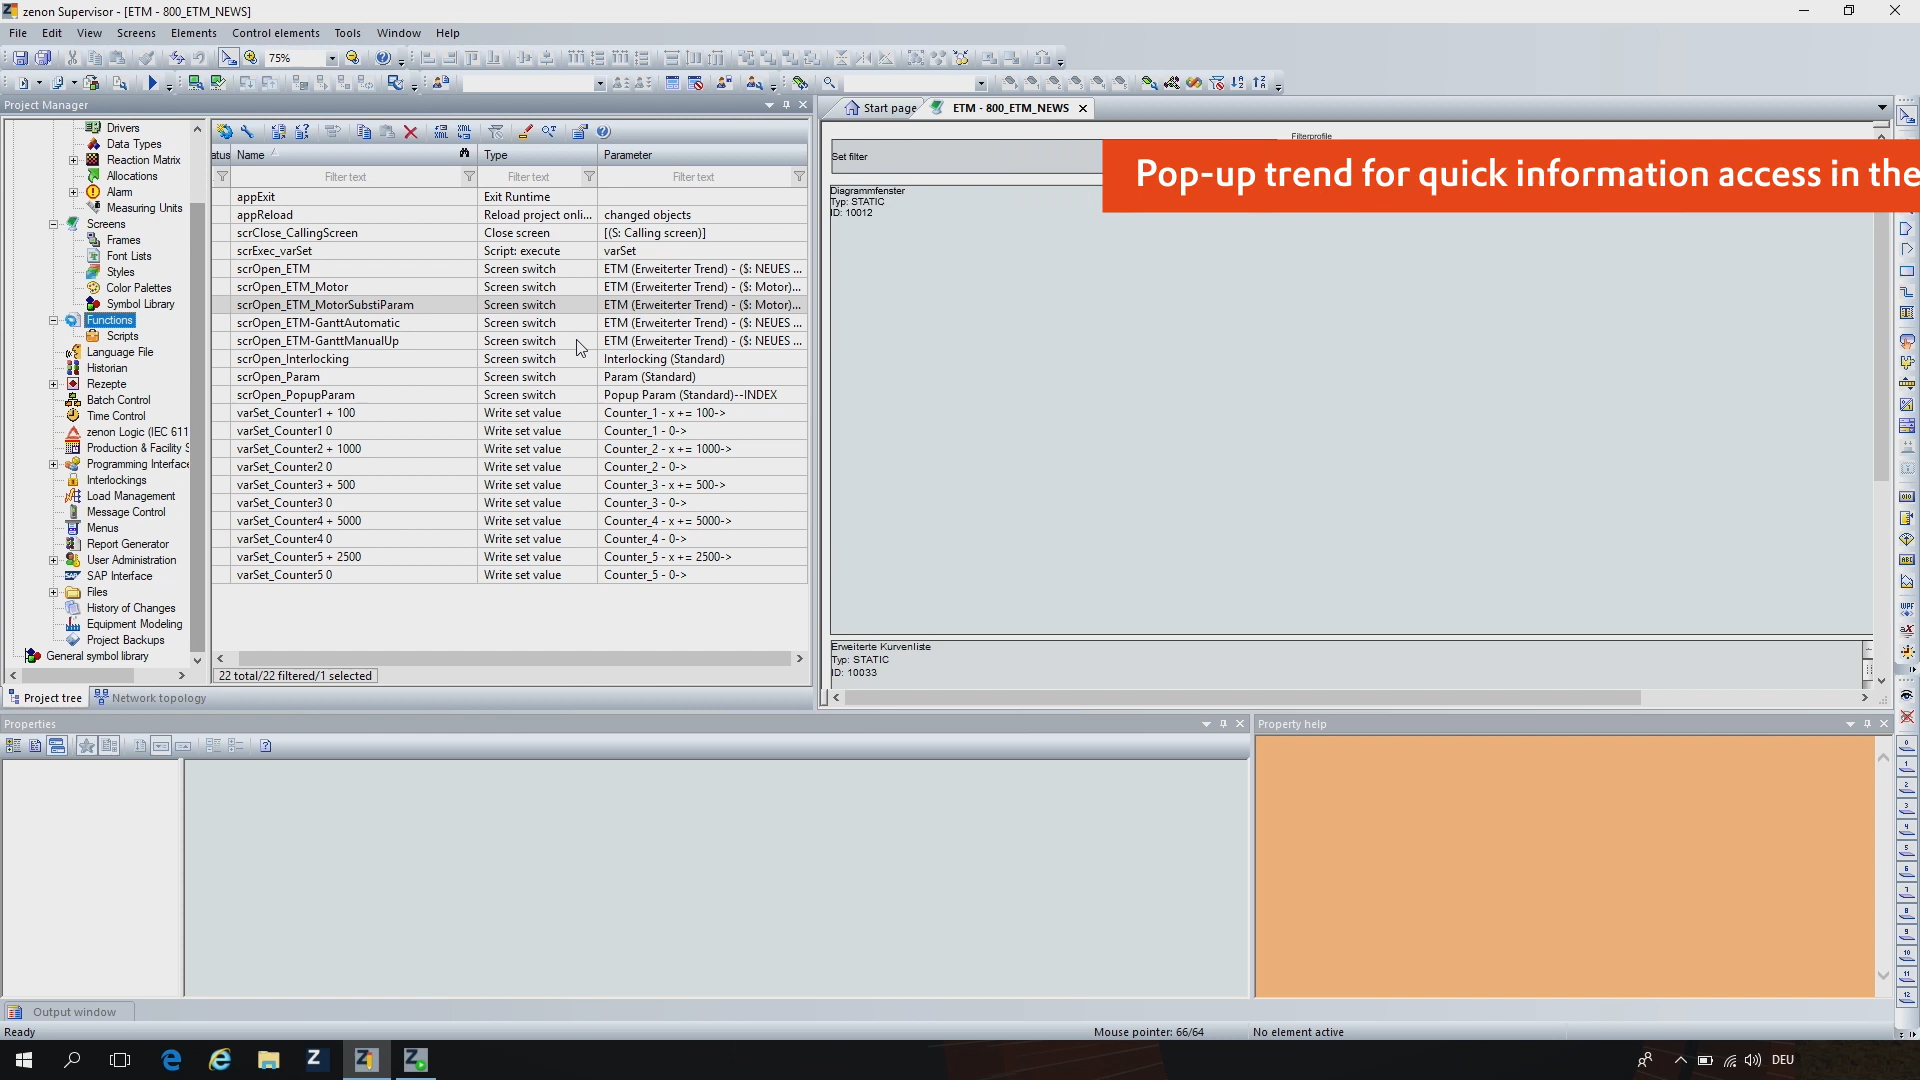 zenon Supervisor - [ETM - 800_ETM_NEWS]
File Edit View Screens Elements Control elements Tools Window Help
75%
Project Manager
Start page
ETM - 800_ETM_NEWS
Drivers
Data Types
Reaction Matrix
Allocations
Alarm
Measuring Units
Screens
Frames
Font Lists
Styles
Color Palettes
Symbol Library
Functions
Scripts
Language File
Historian
Rezepte
Batch Control
Time Control
zenon Logic (IEC 611
Production & Facility S
Programming Interface
Interlockings
Load Management
Message Control
Menus
Report Generator
User Administration
SAP Interface
Files
History of Changes
Equipment Modeling
Project Backups
General symbol library
atus Name Type Parameter
Filter text Filter text Filter text
appExit Exit Runtime
appReload Reload project onli... changed objects
scrClose_CallingScreen Close screen [(S: Calling screen)]
scrExec_varSet Script: execute varSet
scrOpen_ETM Screen switch ETM (Erweiterter Trend) - ($: NEUES ...
scrOpen_ETM_Motor Screen switch ETM (Erweiterter Trend) - ($: Motor)...
scrOpen_ETM_MotorSubstiParam Screen switch ETM (Erweiterter Trend) - ($: Motor)...
scrOpen_ETM-GanttAutomatic Screen switch ETM (Erweiterter Trend) - ($: NEUES ...
scrOpen_ETM-GanttManualUp Screen switch ETM (Erweiterter Trend) - ($: NEUES ...
scrOpen_Interlocking Screen switch Interlocking (Standard)
scrOpen_Param Screen switch Param (Standard)
scrOpen_PopupParam Screen switch Popup Param (Standard)--INDEX
varSet_Counter1 + 100 Write set value Counter_1 - x += 100->
varSet_Counter1 0 Write set value Counter_1 - 0->
varSet_Counter2 + 1000 Write set value Counter_2 - x += 1000->
varSet_Counter2 0 Write set value Counter_2 - 0->
varSet_Counter3 + 500 Write set value Counter_3 - x += 500->
varSet_Counter3 0 Write set value Counter_3 - 0->
varSet_Counter4 + 5000 Write set value Counter_4 - x += 5000->
varSet_Counter4 0 Write set value Counter_4 - 0->
varSet_Counter5 + 2500 Write set value Counter_5 - x += 2500->
varSet_Counter5 0 Write set value Counter_5 - 0->
22 total/22 filtered/1 selected
Project tree Network topology
Filterprofile
Set filter
Pop-up trend for quick information access in the
Diagrammfenster
Typ: STATIC
ID: 10012
Erweiterte Kurvenliste
Typ: STATIC
ID: 10033
Properties
Property help
Output window
Ready
Mouse pointer: 66/64
No element active
DEU